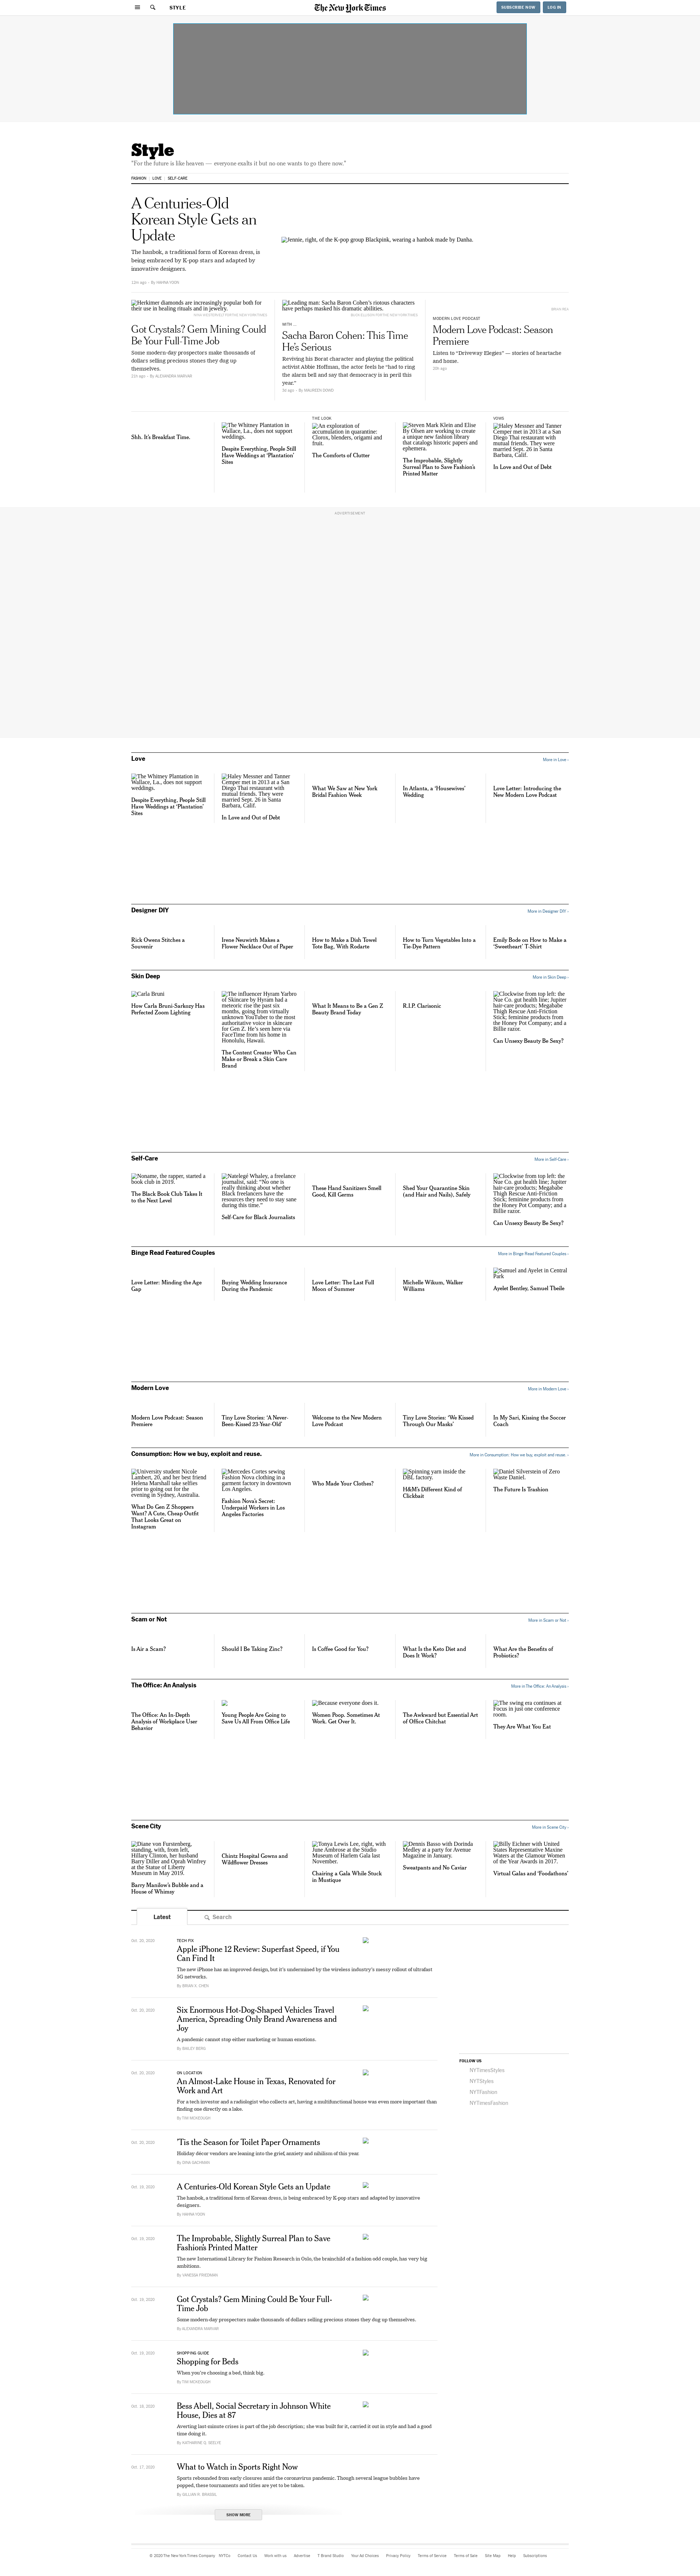 STYLE
The New York Times
SUBSCRIBE NOW
LOG IN
Style
"For the future is like heaven — everyone exalts it but no one wants to go there now."
FASHION
LOVE
SELF-CARE
A Centuries-Old
Korean Style Gets an
Update
The hanbok, a traditional form of Korean dress, is
being embraced by K-pop stars and adapted by
innovative designers.
Jennie, right, of the K-pop group Blackpink, wearing a hanbok made by Danha.
Herkimer diamonds are increasingly popular both for
their use in healing rituals and in jewelry.
Got Crystals? Gem Mining Could
Be Your Full-Time Job
Some modern-day prospectors make thousands of
dollars selling precious stones they dug up
themselves.
21h ago · By ALEXANDRA MARVAR
Leading man: Sacha Baron Cohen's riotous characters
have perhaps masked his dramatic abilities.
WITH ...
Sacha Baron Cohen: This Time
He's Serious
Reviving his Borat character and playing the political
activist Abbie Hoffman, the actor feels he "had to ring
the alarm bell and say that democracy is in peril this
year."
By MAUREEN DOWD
BRIAN REA
MODERN LOVE PODCAST
Modern Love Podcast: Season
Premiere
Listen to "Driveway Elegies" — stories of heartache
and home.
Shh. It's Breakfast Time.
The Whitney Plantation in
Wallace, La., does not support
weddings.
Despite Everything, People Still
Have Weddings at 'Plantation'
Sites
THE LOOK
An exploration of
accumulation in quarantine:
Clorox, blenders, origami and
fruit.
The Comforts of Clutter
Steven Mark Klein and Elise
By Olsen are working to create
a unique new fashion library
that catalogs historic papers and
ephemera.
The Improbable, Slightly
Surreal Plan to Save Fashion's
Printed Matter
VOWS
Haley Messner and Tanner
Cemper met in 2013 at a San
Diego Thai restaurant with
mutual friends. They were
married Sept. 26 in Santa
Barbara, Calif.
In Love and Out of Debt
ADVERTISEMENT
Love
More in Love ›
The Whitney Plantation in
Wallace, La., does not support
weddings.
Despite Everything, People Still
Have Weddings at 'Plantation'
Sites
Haley Messner and Tanner
Cemper met in 2013 at a San
Diego Thai restaurant with
mutual friends. They were
married Sept. 26 in Santa
Barbara, Calif.
In Love and Out of Debt
What We Saw at New York
Bridal Fashion Week
In Atlanta, a 'Housewives'
Wedding
Love Letter: Introducing the
New Modern Love Podcast
Designer DIY
More in Designer DIY ›
Rick Owens Stitches a
Souvenir
Irene Neuwirth Makes a
Flower Necklace Out of Paper
How to Make a Dish Towel
Tote Bag, With Rodarte
How to Turn Vegetables Into a
Tie-Dye Pattern
Emily Bode on How to Make a
'Sweetheart' T-Shirt
Skin Deep
More in Skin Deep ›
Carla Bruni
How Carla Bruni-Sarkozy Has
Perfected Zoom Lighting
The influencer Hyram Yarbro
of Skincare by Hyram had a
meteoric rise the past six
months, going from virtually
unknown YouTuber to the most
authoritative voice in skincare
for Gen Z. He's seen here via
FaceTime from his home in
Honolulu, Hawaii.
The Content Creator Who Can
Make or Break a Skin Care
Brand
What It Means to Be a Gen Z
Beauty Brand Today
R.I.P. Clarisonic
Clockwise from top left: the
Nue Co. gut health line; Jupiter
hair-care products; Megababe
Thigh Rescue Anti-Friction
Stick; feminine products from
the Honey Pot Company; and a
Billie razor.
Can Unsexy Beauty Be Sexy?
Self-Care
More in Self-Care ›
Noname, the rapper, started a
book club in 2019.
The Black Book Club Takes It
to the Next Level
Natelegé Whaley, a freelance
journalist, said: "No one is
really thinking about whether
Black freelancers have the
resources they need to stay sane
during this time."
Self-Care for Black Journalists
These Hand Sanitizers Smell
Good, Kill Germs
Shed Your Quarantine Skin
(and Hair and Nails), Safely
Clockwise from top left: the
Nue Co. gut health line; Jupiter
hair-care products; Megababe
Thigh Rescue Anti-Friction
Stick; feminine products from
the Honey Pot Company; and a
Billie razor.
Can Unsexy Beauty Be Sexy?
Binge Read Featured Couples
More in Binge Read Featured Couples ›
Love Letter: Minding the Age
Gap
Buying Wedding Insurance
During the Pandemic
Love Letter: The Last Full
Moon of Summer
Michelle Wikum, Walker
Williams
Samuel and Ayelet in Central
Park
Ayelet Bentley, Samuel Theile
Modern Love
More in Modern Love ›
Modern Love Podcast: Season
Premiere
Tiny Love Stories: 'A Never-
Been-Kissed 23-Year-Old'
Welcome to the New Modern
Love Podcast
Tiny Love Stories: 'We Kissed
Through Our Masks'
In My Sari, Kissing the Soccer
Coach
Consumption: How we buy, exploit and reuse.
More in Consumption: How we buy, exploit and reuse. ›
University student Nicole
Lambert, 20, and her best friend
Helena Marshall take selfies
prior to going out for the
evening in Sydney, Australia.
What Do Gen Z Shoppers
Want? A Cute, Cheap Outfit
That Looks Great on
Instagram
Mercedes Cortes sewing
Fashion Nova clothing in a
garment factory in downtown
Los Angeles.
Fashion Nova's Secret:
Underpaid Workers in Los
Angeles Factories
Who Made Your Clothes?
Spinning yarn inside the
DBL factory.
H&M's Different Kind of
Clickbait
Daniel Silverstein of Zero
Waste Daniel.
The Future Is Trashion
Scam or Not
More in Scam or Not ›
Is Air a Scam?
Should I Be Taking Zinc?
Is Coffee Good for You?
What Is the Keto Diet and
Does It Work?
What Are the Benefits of
Probiotics?
The Office: An Analysis
More in The Office: An Analysis ›
The Office: An In-Depth
Analysis of Workplace User
Behavior
Young People Are Going to
Save Us All From Office Life
Because everyone does it.
Women Poop. Sometimes At
Work. Get Over It.
The Awkward but Essential Art
of Office Chitchat
The swing era continues at
Focus in just one conference
room.
They Are What You Eat
Scene City
More in Scene City ›
Diane von Furstenberg,
standing, with, from left,
Hillary Clinton, her husband
Barry Diller and Oprah Winfrey
at the Statue of Liberty
Museum in May 2019.
Barry Manilow's Bubble and a
House of Whimsy
Chintz Hospital Gowns and
Wildflower Dresses
Tonya Lewis Lee, right, with
June Ambrose at the Studio
Museum of Harlem Gala last
November.
Chairing a Gala While Stuck
in Mustique
Dennis Basso with Dorinda
Medley at a party for Avenue
Magazine in January.
Sweatpants and No Caviar
Billy Eichner with United
States Representative Maxine
Waters at the Glamour Women
of the Year Awards in 2017.
Virtual Galas and 'Foodathons'
Latest
Search
Oct. 20, 2020
TECH FIX
Apple iPhone 12 Review: Superfast Speed, if You
Can Find It
The new iPhone has an improved design, but it's undermined by the wireless industry's messy rollout of ultrafast
5G networks.
By BRIAN X. CHEN
Oct. 20, 2020
Six Enormous Hot-Dog-Shaped Vehicles Travel
America, Spreading Only Brand Awareness and
Joy
A pandemic cannot stop either marketing or human emotions.
By BAILEY BERG
Oct. 20, 2020
ON LOCATION
An Almost-Lake House in Texas, Renovated for
Work and Art
For a tech investor and a radiologist who collects art, having a multifunctional house was even more important than
finding one directly on a lake.
By TIM MCKEOUGH
Oct. 20, 2020
'Tis the Season for Toilet Paper Ornaments
Holiday décor vendors are leaning into the grief, anxiety and nihilism of this year.
By DINA GACHMAN
Oct. 19, 2020
A Centuries-Old Korean Style Gets an Update
The hanbok, a traditional form of Korean dress, is being embraced by K-pop stars and adapted by innovative
designers.
By HAHNA YOON
Oct. 19, 2020
The Improbable, Slightly Surreal Plan to Save
Fashion's Printed Matter
The new International Library for Fashion Research in Oslo, the brainchild of a fashion odd couple, has very big
ambitions.
By VANESSA FRIEDMAN
Oct. 19, 2020
Got Crystals? Gem Mining Could Be Your Full-
Time Job
Some modern-day prospectors make thousands of dollars selling precious stones they dug up themselves.
By ALEXANDRA MARVAR
Oct. 19, 2020
SHOPPING GUIDE
Shopping for Beds
When you're choosing a bed, think big.
By TIM MCKEOUGH
Oct. 18, 2020
Bess Abell, Social Secretary in Johnson White
House, Dies at 87
Averting last-minute crises is part of the job description; she was built for it, carried it out in style and had a good
time doing it.
By KATHARINE Q. SEELYE
Oct. 17, 2020
What to Watch in Sports Right Now
Sports rebounded from early closures amid the coronavirus pandemic. Though several league bubbles have
popped, these tournaments and titles are yet to be taken.
By GILLIAN R. BRASSIL
SHOW MORE
FOLLOW US
NYTimesStyles
NYTStyles
NYTFashion
NYTimesFashion
© 2020 The New York Times Company
NYTCo
Contact Us
Work with us
Advertise
T Brand Studio
Your Ad Choices
Privacy Policy
Terms of Service
Terms of Sale
Site Map
Help
Subscriptions